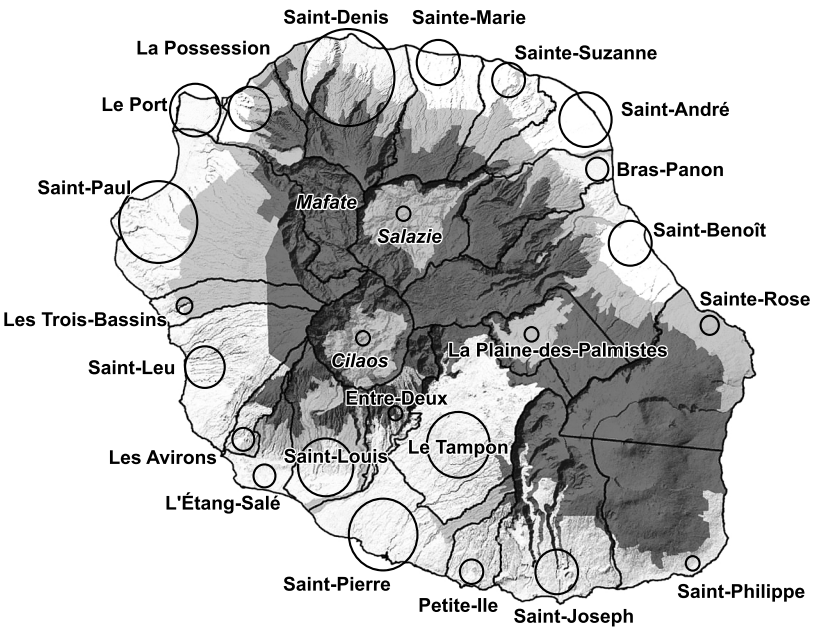 Saint-Denis
Sainte-Marie
La Possession
Sainte-Suzanne
Le Port
Saint-André
Bras-Panon
Saint-Paul
Mafate
Salazie
Saint-Benoît
Sainte-Rose
Les Trois-Bassins
La Plaine-des-Palmistes
Cilaos
Saint-Leu
Entre-Deux
Le Tampon
Saint-Louis
Les Avirons
L'Étang-Salé
Saint-Pierre
Saint-Philippe
Petite-Ile
Saint-Joseph